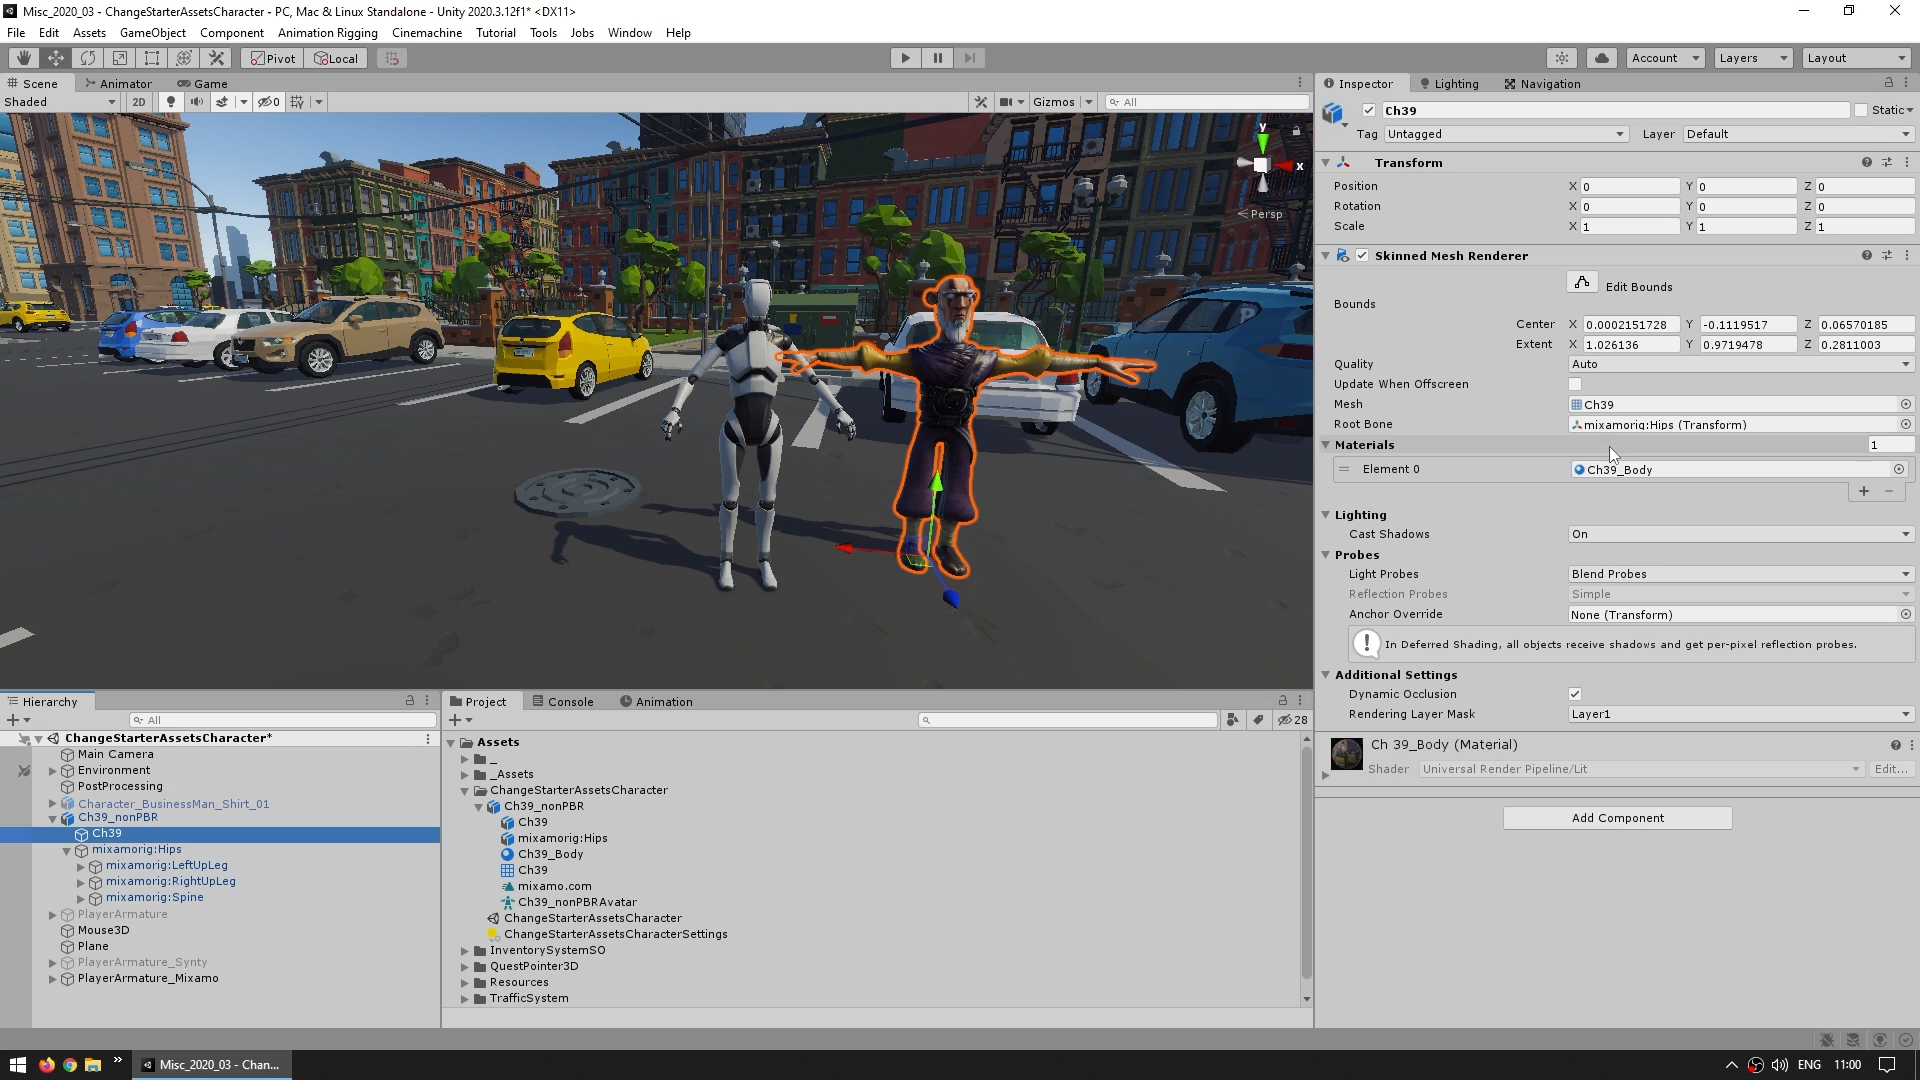 Misc_2020_03 - ChangeStarterAssetsCharacter - PC, Mac & Linux Standalone - Unity 2020.3.12f1* <DX11>
File Edit Assets GameObject Component Animation Rigging Cinemachine Tutorial Tools Jobs Window Help
Pivot Local Account Layers Layout
Scene Animator Game
Shaded 2D 0 Gizmos All
y
x
Persp
Inspector Lighting Navigation
Ch39 Static
Tag Untagged Layer Default
Transform
Position X 0 Y 0 Z 0
Rotation X 0 Y 0 Z 0
Scale X 1 Y 1 Z 1
Skinned Mesh Renderer
Edit Bounds
Bounds
Center X 0.0002151728 Y -0.1119517 Z 0.06570185
Extent X 1.026136 Y 0.9719478 Z 0.2811003
Quality Auto
Update When Offscreen
Mesh Ch39
Root Bone mixamorig:Hips (Transform)
Materials 1
Element 0 Ch39_Body
Lighting
Cast Shadows On
Probes
Light Probes Blend Probes
Reflection Probes Simple
Anchor Override None (Transform)
In Deferred Shading, all objects receive shadows and get per-pixel reflection probes.
Additional Settings
Dynamic Occlusion
Rendering Layer Mask Layer1
Ch 39_Body (Material)
Shader Universal Render Pipeline/Lit Edit...
Add Component
Hierarchy
All
ChangeStarterAssetsCharacter*
Main Camera
Environment
PostProcessing
Character_BusinessMan_Shirt_01
Ch39_nonPBR
Ch39
mixamorig:Hips
mixamorig:LeftUpLeg
mixamorig:RightUpLeg
mixamorig:Spine
PlayerArmature
Mouse3D
Plane
PlayerArmature_Synty
PlayerArmature_Mixamo
Project Console Animation
28
Assets
_
_Assets
ChangeStarterAssetsCharacter
Ch39_nonPBR
Ch39
mixamorig:Hips
Ch39_Body
Ch39
mixamo.com
Ch39_nonPBRAvatar
ChangeStarterAssetsCharacter
ChangeStarterAssetsCharacterSettings
InventorySystemSO
QuestPointer3D
Resources
TrafficSystem
Misc_2020_03 - Chan...
ENG 11:00